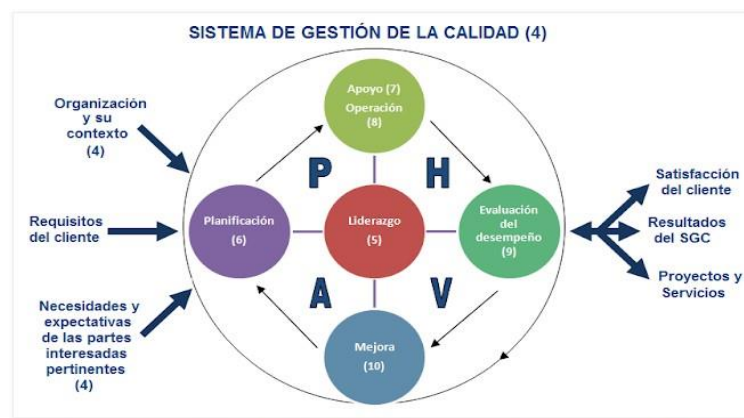 SISTEMA DE GESTIÓN DE LA CALIDAD (4)
Organización
y su
contexto
(4)
Requisitos
del cliente
Necesidades y
expectativas
de las partes
interesadas
pertinentes
(4)
Apoyo (7)
Operación
(8)
P
H
Planificación
(6)
Liderazgo
(5)
Evaluación
del
desempeño
(9)
A
V
Mejora
(10)
Satisfacción
del cliente
Resultados
del SGC
Proyectos y
Servicios